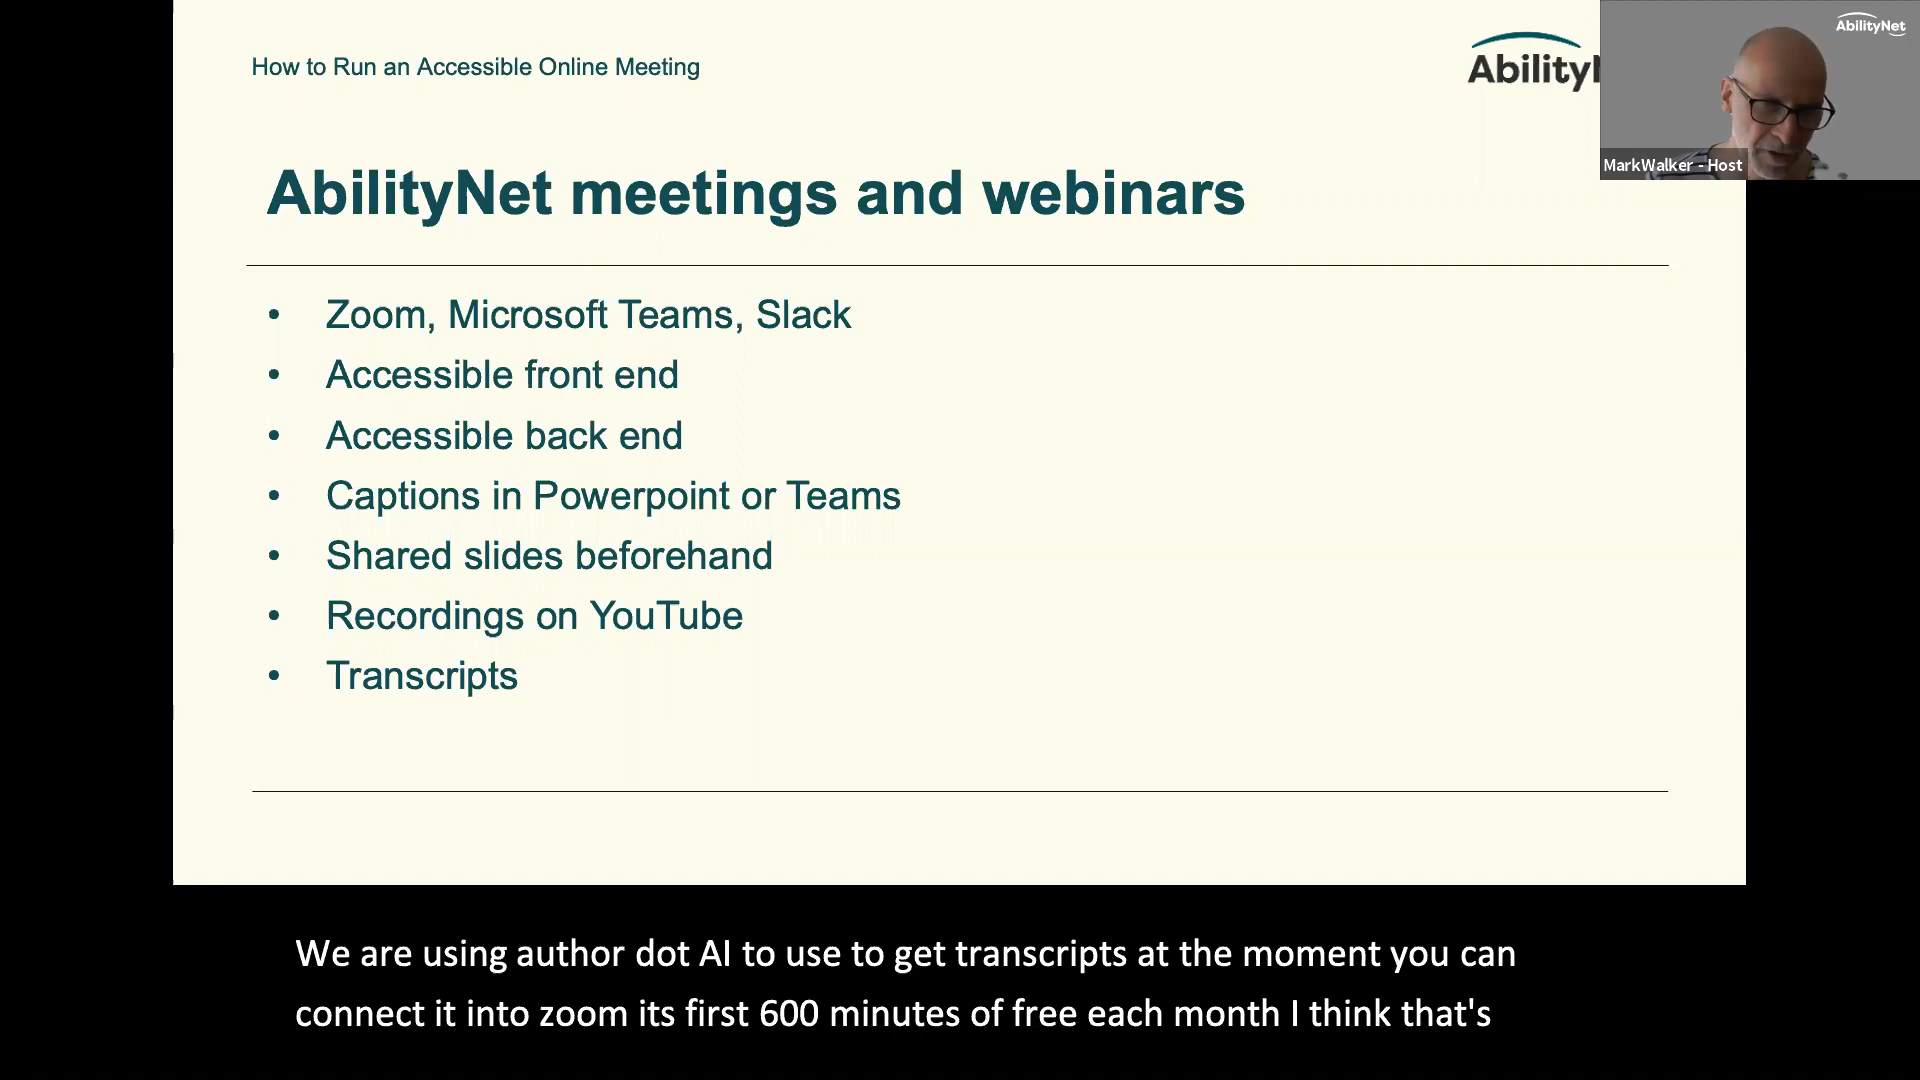 How to Run an Accessible Online Meeting
AbilityN
AbilityNet
MarkWalker - Host
AbilityNet meetings and webinars
• Zoom, Microsoft Teams, Slack
• Accessible front end
• Accessible back end
• Captions in Powerpoint or Teams
• Shared slides beforehand
• Recordings on YouTube
• Transcripts
We are using author dot AI to use to get transcripts at the moment you can
connect it into zoom its first 600 minutes of free each month I think that's